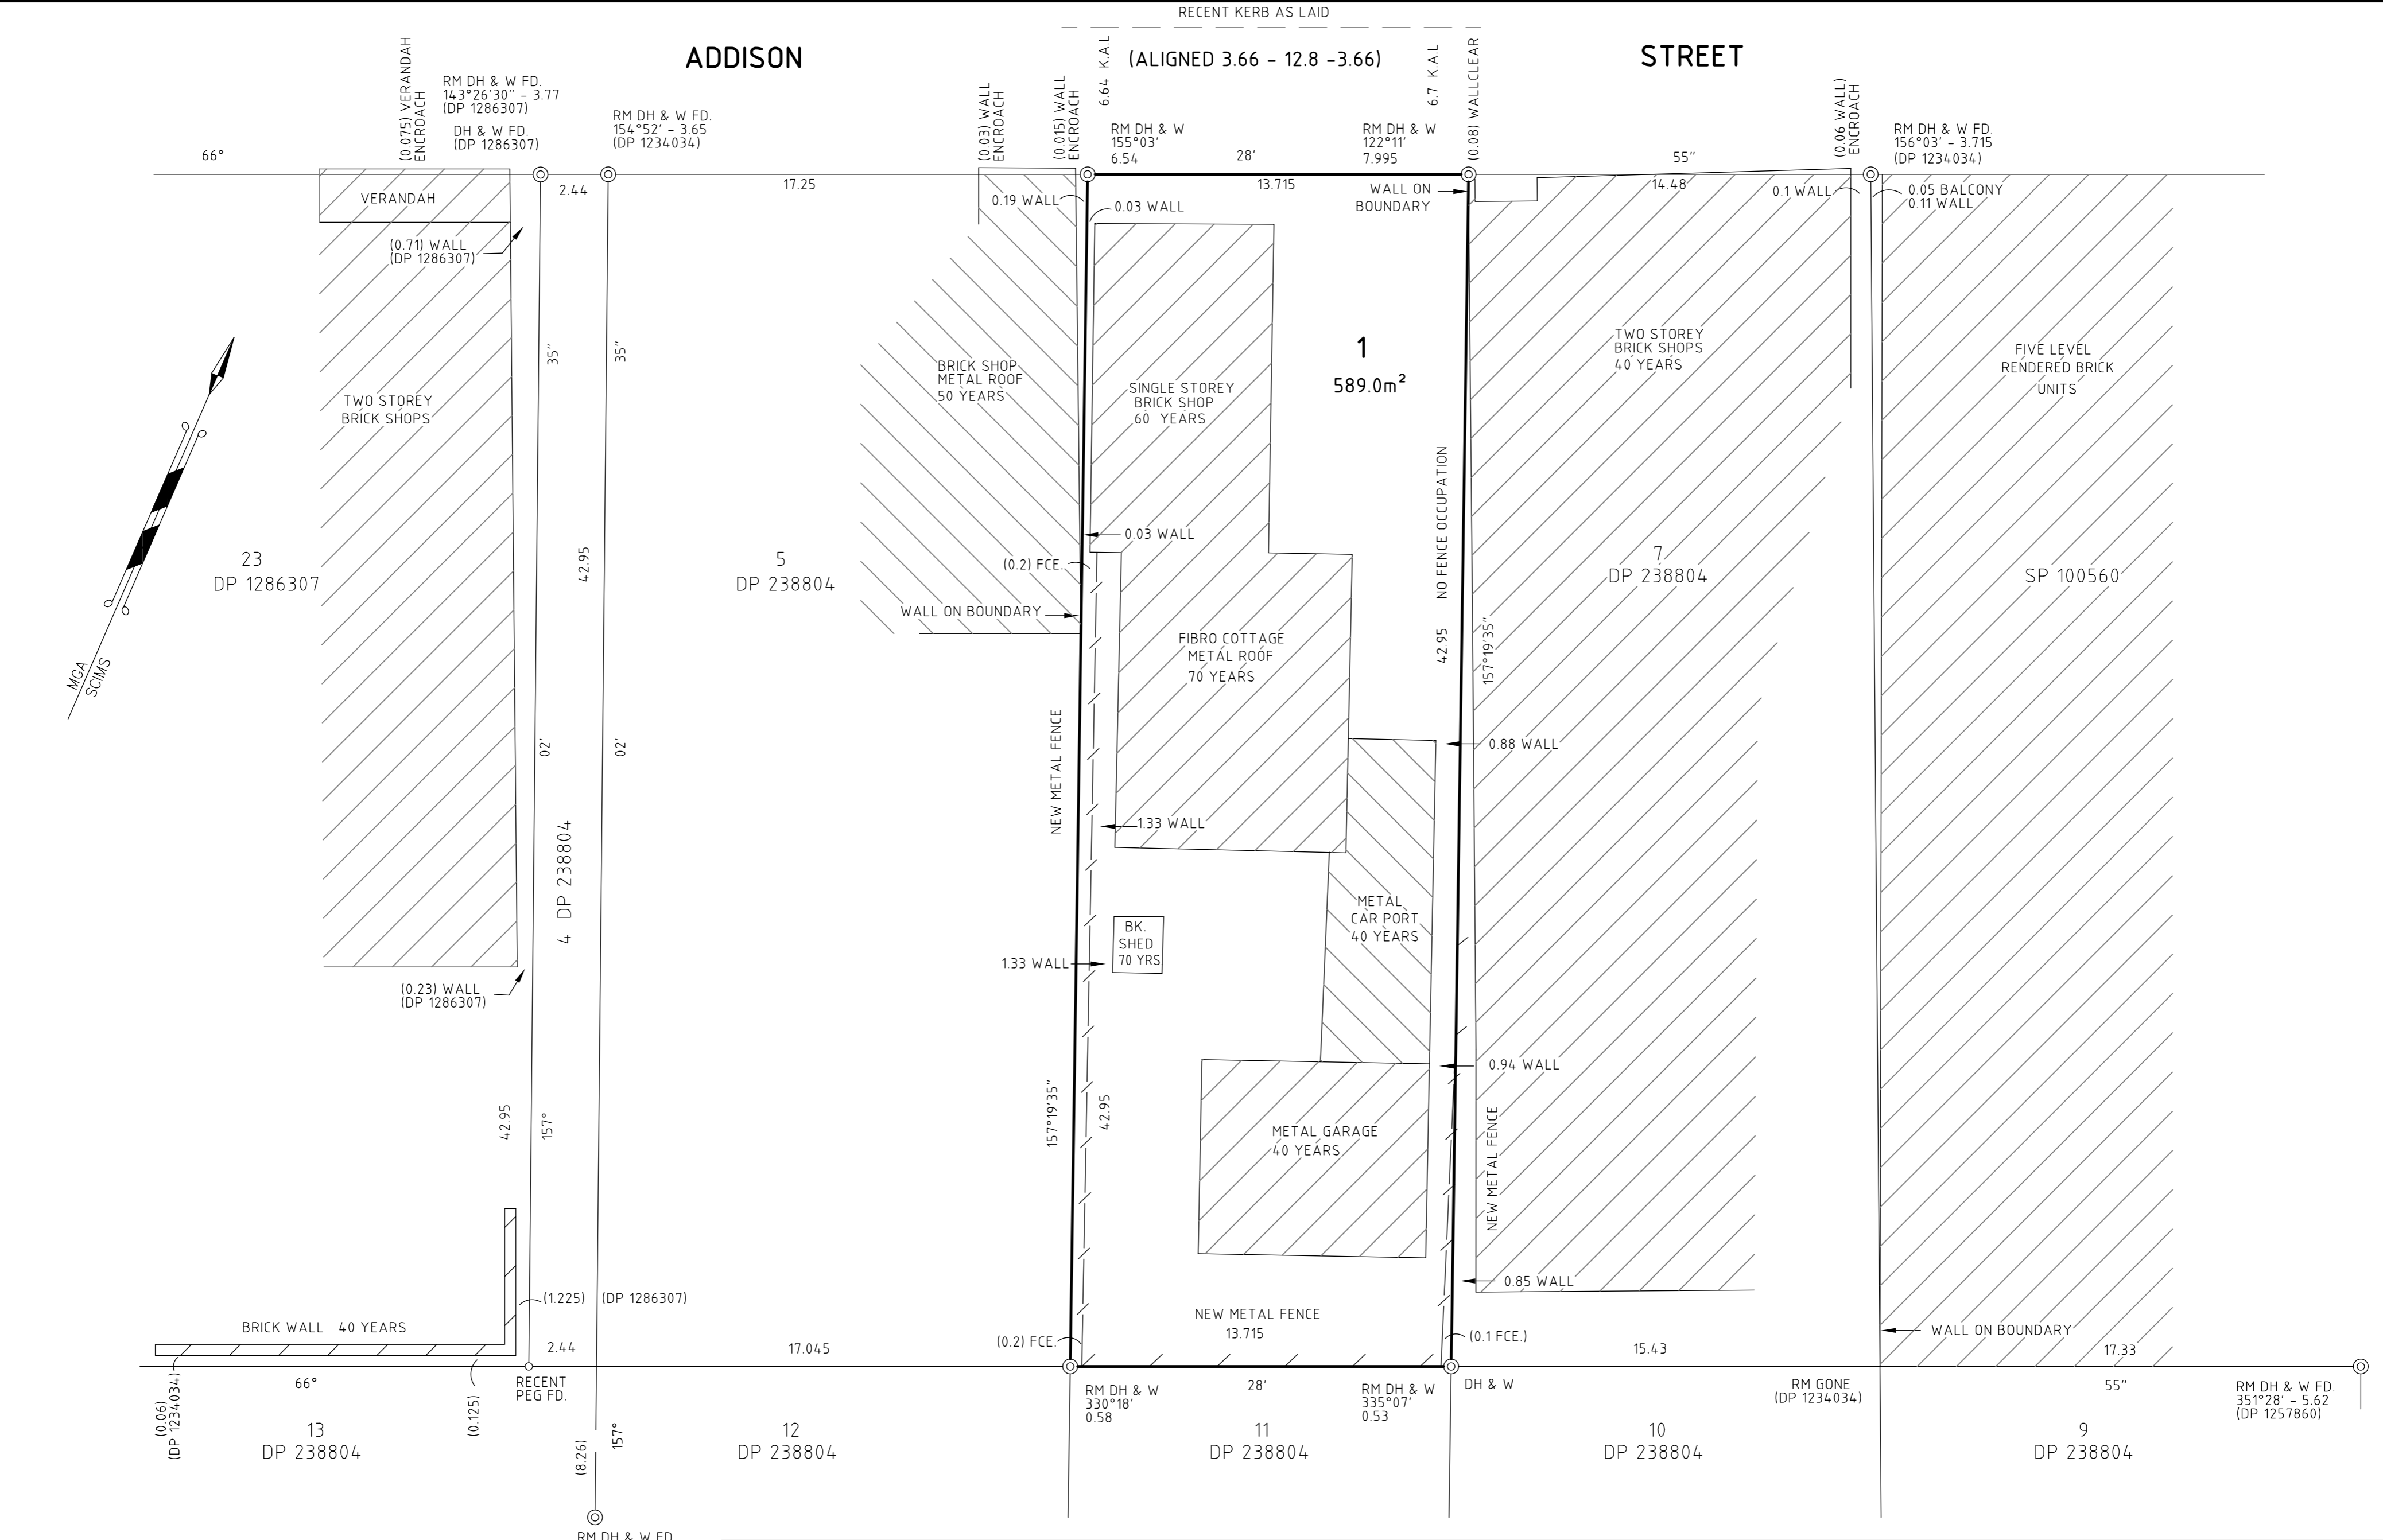 RECENT KERB AS LAID
ADDISON
(ALIGNED 3.66 - 12.8 -3.66)
STREET
(0.075) VERANDAH
ENCROACH
RM DH & W FD.
143°26'30" - 3.77
(DP 1286307)
DH & W FD.
(DP 1286307)
RM DH & W FD.
154°52' - 3.65
(DP 1234034)
(0.03) WALL
ENCROACH
(0.015) WALL
ENCROACH
6.64 K.A.L
RM DH & W
155°03'
6.54
28'
RM DH & W
122°11'
7.995
6.7 K.A.L
(0.08) WALLCLEAR
55"
(0.06 WALL)
ENCROACH
RM DH & W FD.
156°03' - 3.715
(DP 1234034)
66°
VERANDAH
2.44
17.25
0.19 WALL
0.03 WALL
13.715
WALL ON
BOUNDARY
14.48
0.1 WALL
0.05 BALCONY
0.11 WALL
(0.71) WALL
(DP 1286307)
35"
35"
TWO STOREY
BRICK SHOPS
BRICK SHOP
METAL ROOF
50 YEARS
SINGLE STOREY
BRICK SHOP
60 YEARS
1
589.0m²
TWO STOREY
BRICK SHOPS
40 YEARS
FIVE LEVEL
RENDERED BRICK
UNITS
MGA
SCIMS
23
DP 1286307
42.95
5
DP 238804
0.03 WALL
(0.2) FCE.
WALL ON BOUNDARY
NO FENCE OCCUPATION
7
DP 238804
SP 100560
FIBRO COTTAGE
METAL ROOF
70 YEARS
42.95
157°19'35"
02'
02'
NEW METAL FENCE
0.88 WALL
1.33 WALL
4 DP 238804
BK.
SHED
70 YRS
1.33 WALL
METAL
CAR PORT
40 YEARS
(0.23) WALL
(DP 1286307)
0.94 WALL
42.95
157°
157°19'35"
42.95
METAL GARAGE
40 YEARS
NEW METAL FENCE
0.85 WALL
(1.225)
(DP 1286307)
BRICK WALL 40 YEARS
NEW METAL FENCE
13.715
(0.2) FCE.
(0.1 FCE.)
WALL ON BOUNDARY
2.44
17.045
15.43
17.33
66°
RECENT
PEG FD.
RM DH & W
330°18'
0.58
28'
RM DH & W
335°07'
0.53
DH & W
RM GONE
(DP 1234034)
55"
RM DH & W FD.
351°28' - 5.62
(DP 1257860)
(0.06)
(DP 1234034)
(0.125)
13
DP 238804
(8.26)
157°
12
DP 238804
11
DP 238804
10
DP 238804
9
DP 238804
RM DH & W FD.